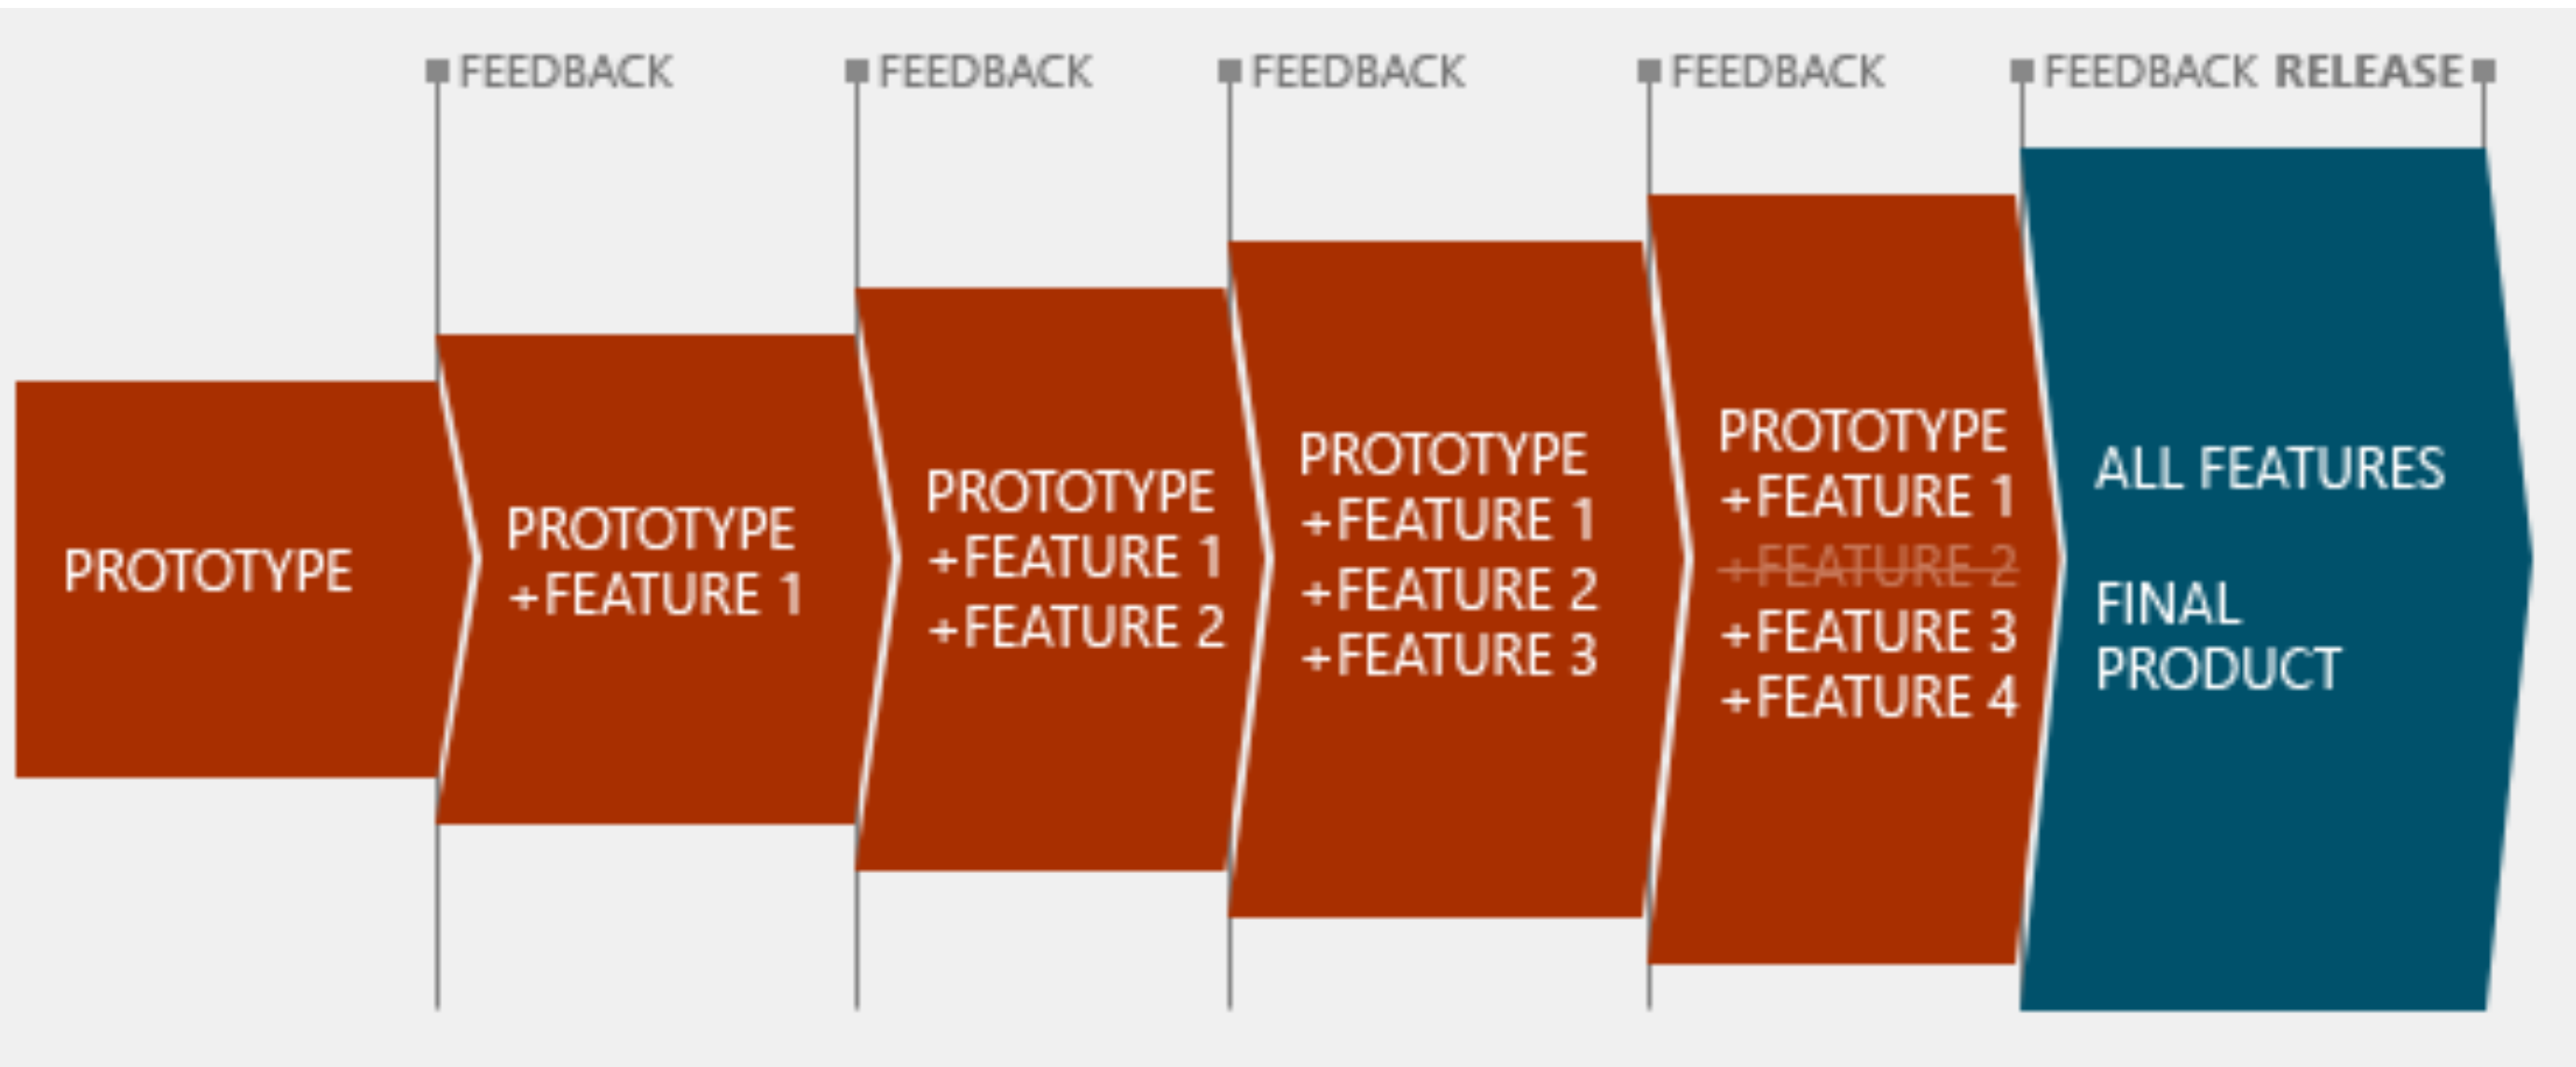 FEEDBACK
FEEDBACK
FEEDBACK
FEEDBACK
FEEDBACK RELEASE
PROTOTYPE
PROTOTYPE
+FEATURE 1
PROTOTYPE
+FEATURE 1
+FEATURE 2
PROTOTYPE
+FEATURE 1
+FEATURE 2
+FEATURE 3
PROTOTYPE
+FEATURE 1
+FEATURE 2
+FEATURE 3
+FEATURE 4
ALL FEATURES
FINAL
PRODUCT